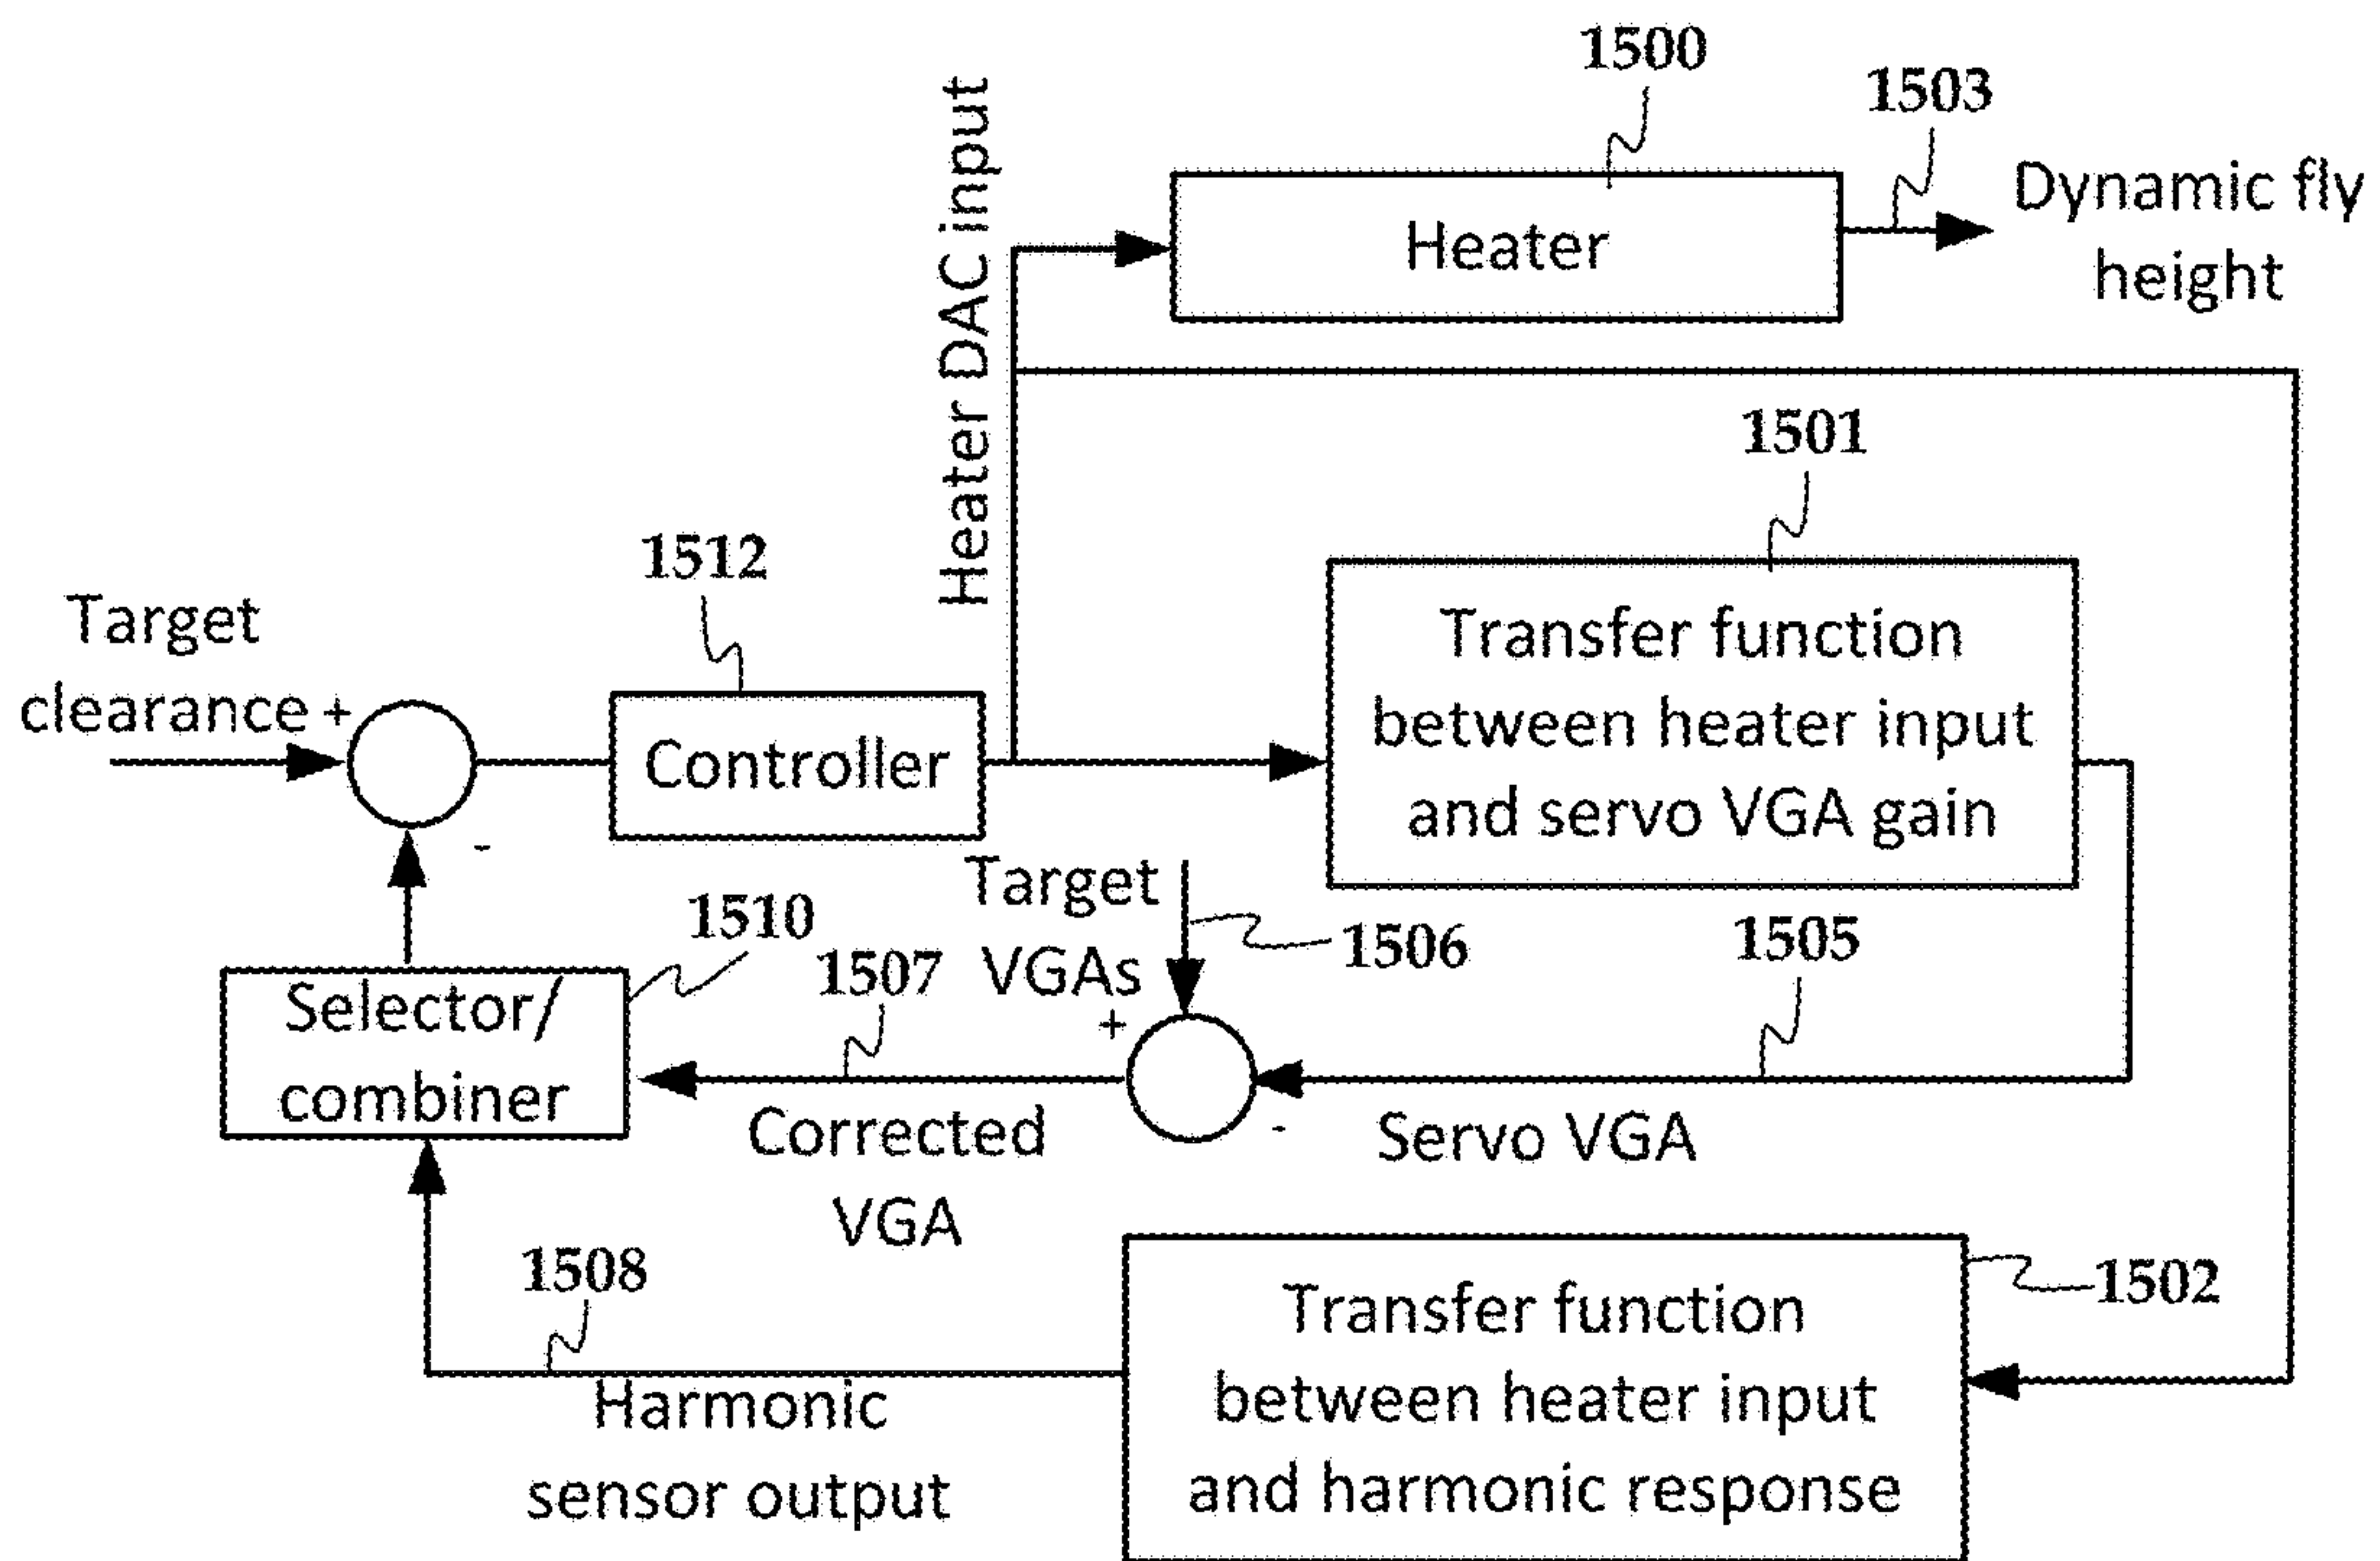 1500
1503
Dynamic fly
height
Heater
Heater DAC input
1501
Transfer function
between heater input
and servo VGA gain
1512
Target
clearance +
Controller
-
Target
VGAs
+
1506
1505
1510
1507
Selector/
combiner
Corrected
VGA
-
Servo VGA
1508
Harmonic
sensor output
1502
Transfer function
between heater input
and harmonic response